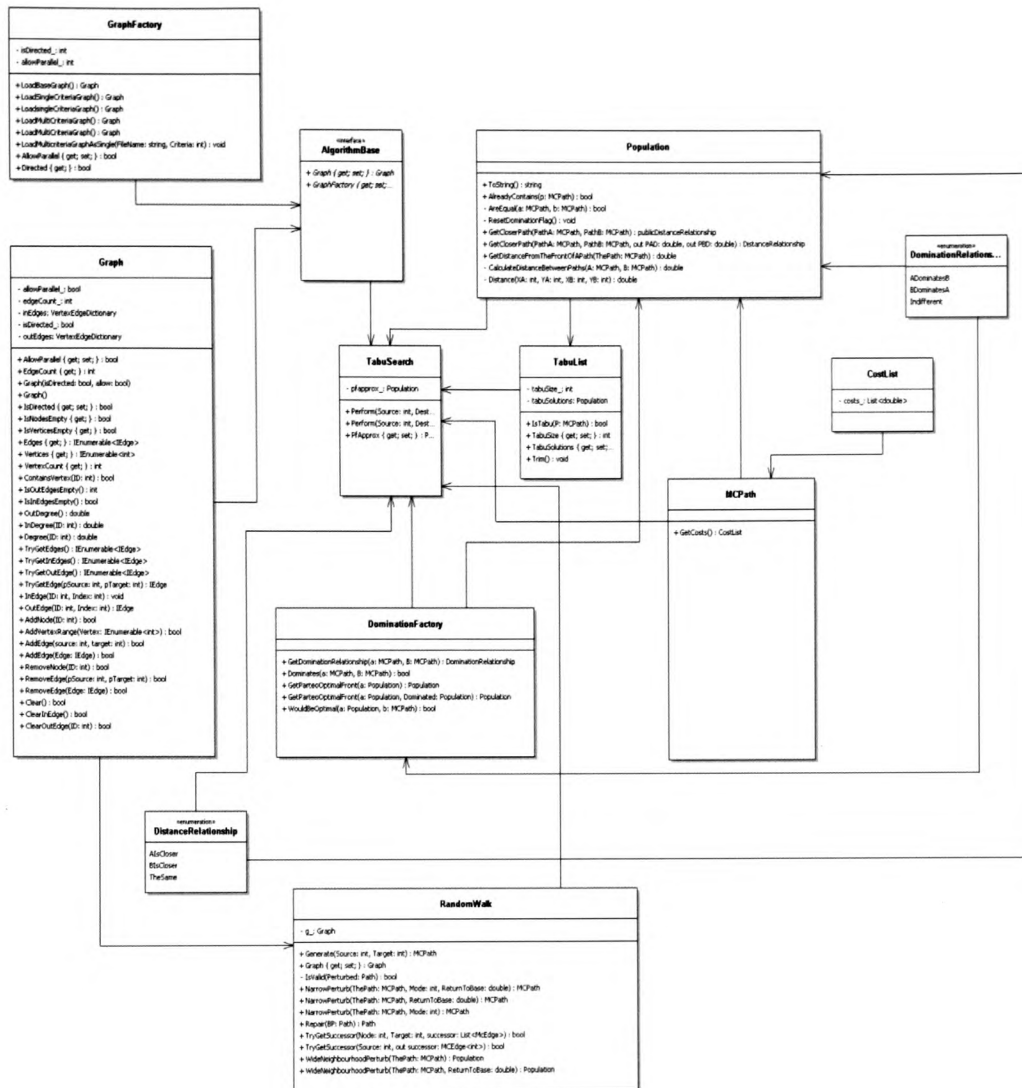 GraphFactory
- isDirected_: int
- allowParallel_: int
+ LoadBaseGraph() : Graph
+ LoadSingleCriteriaGraph() : Graph
+ LoadsingleCriteriaGraph() : Graph
+ LoadMultiCriteriaGraph() : Graph
+ LoadMultiCriteriaGraph() : Graph
+ LoadMulticriteriaGraphAsSingle(FileName: string, Criteria: int) : void
+ AllowParallel { get; set; } : bool
+ Directed { get; } : bool
«interface»
AlgorithmBase
+ Graph { get; set; } : Graph
+ GraphFactory { get; set;...
Population
+ ToString() : string
+ AlreadyContains(p: MCPath) : bool
- AreEqual(a: MCPath, b: MCPath) : bool
- ResetDominationFlag() : void
+ GetCloserPath(PathA: MCPath, PathB: MCPath) : publicDistanceRelationship
+ GetCloserPath(PathA: MCPath, PathB: MCPath, out PAD: double, out PBD: double) : DistanceRelationship
+ GetDistanceFromTheFrontOfAPath(ThePath: MCPath) : double
- CalculateDistanceBetweenPaths(A: MCPath, B: MCPath) : double
- Distance(XA: int, YA: int, XB: int, YB: int) : double
«enumeration»
DominationRelations...
ADominatesB
BDominatesA
Indifferent
Graph
- allowParallel_: bool
- edgeCount_: int
- inEdges: VertexEdgeDictionary
- isDirected_: bool
- outEdges: VertexEdgeDictionary
+ AllowParallel { get; set; } : bool
+ EdgeCount { get; } : int
+ Graph(isDirected: bool, allow: bool)
+ Graph()
+ IsDirected { get; set; } : bool
+ IsNodesEmpty { get; } : bool
+ IsVerticesEmpty { get; } : bool
+ Edges { get; } : IEnumerable<IEdge>
+ Vertices { get; } : IEnumerable<int>
+ VertexCount { get; } : int
+ ContainsVertex(ID: int) : bool
+ IsOutEdgesEmpty() : int
+ IsInEdgesEmpty() : bool
+ OutDegree() : double
+ InDegree(ID: int) : double
+ Degree(ID: int) : double
+ TryGetEdges() : IEnumerable<IEdge>
+ TryGetInEdges() : IEnumerable<IEdge>
+ TryGetOutEdge() : IEnumerable<IEdge>
+ TryGetEdge(pSource: int, pTarget: int) : IEdge
+ InEdge(ID: int, Index: int) : void
+ OutEdge(ID: int, Index: int) : IEdge
+ AddNode(ID: int) : bool
+ AddVertexRange(Vertex: IEnumerable<int>) : bool
+ AddEdge(source: int, target: int) : bool
+ AddEdge(Edge: IEdge) : bool
+ RemoveNode(ID: int) : bool
+ RemoveEdge(pSource: int, pTarget: int) : bool
+ RemoveEdge(Edge: IEdge) : bool
+ Clear() : bool
+ ClearInEdge() : bool
+ ClearOutEdge(ID: int) : bool
TabuSearch
- pfapprox_: Population
+ Perform(Source: int, Dest...
+ Perform(Source: int, Dest...
+ PfApprox { get; set; } : P...
TabuList
- tabuSize_: int
- tabuSolutions: Population
+ IsTabu(P: MCPath) : bool
+ TabuSize { get; set; } : int
+ TabuSolutions { get; set;...
+ Trim() : void
CostList
- costs_: List<double>
MCPath
+ GetCosts() : CostList
DominationFactory
+ GetDominationRelationship(a: MCPath, B: MCPath) : DominationRelationship
+ Dominates(a: MCPath, B: MCPath) : bool
+ GetParteoOptimalFront(a: Population) : Population
+ GetParteoOptimalFront(a: Population, Dominated: Population) : Population
+ WouldBeOptimal(a: Population, b: MCPath) : bool
«enumeration»
DistanceRelationship
AIsCloser
BIsCloser
TheSame
RandomWalk
- g_: Graph
+ Generate(Source: int, Target: int) : MCPath
+ Graph { get; set; } : Graph
- IsValid(Perturbed: Path) : bool
+ NarrowPerturb(ThePath: MCPath, Mode: int, ReturnToBase: double) : MCPath
+ NarrowPerturb(ThePath: MCPath, ReturnToBase: double) : MCPath
+ NarrowPerturb(ThePath: MCPath, Mode: int) : MCPath
+ Repair(BP: Path) : Path
+ TryGetSuccessor(Node: int, Target: int, successor: List<McEdge>) : bool
+ TryGetSuccessor(Source: int, out successor: MCEdge<int>) : bool
+ WideNeighbourhoodPerturb(ThePath: MCPath) : Population
+ WideNeighbourhoodPerturb(ThePath: MCPath, ReturnToBase: double) : Population